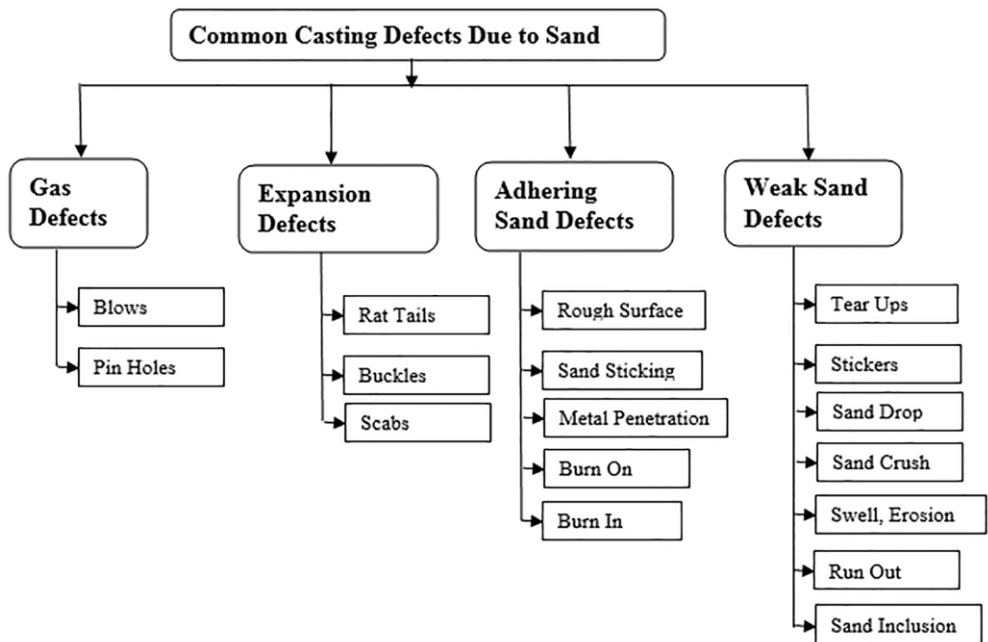 Common Casting Defects Due to Sand
Gas
Defects
Blows
Pin Holes
Expansion
Defects
Rat Tails
Buckles
Scabs
Adhering
Sand Defects
Rough Surface
Sand Sticking
Metal Penetration
Burn On
Burn In
Weak Sand
Defects
Tear Ups
Stickers
Sand Drop
Sand Crush
Swell, Erosion
Run Out
Sand Inclusion